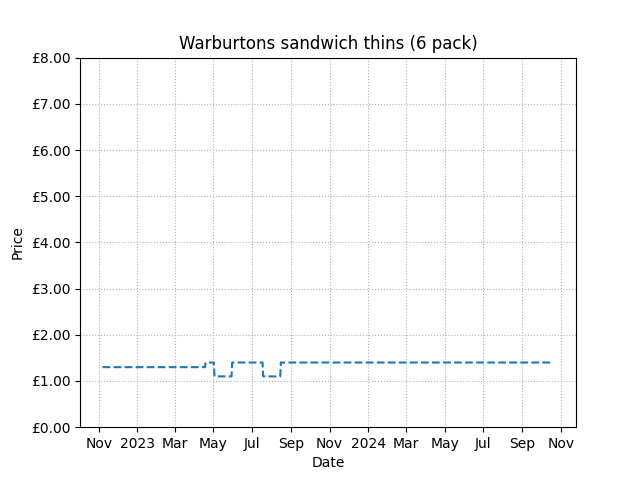 Warburtons sandwich thins (6 pack)
£8.00
£7.00
£6.00
£5.00
£4.00
£3.00
£2.00
£1.00
£0.00
Price
Nov 2023 Mar May Jul Sep Nov 2024 Mar May Jul Sep Nov
Date